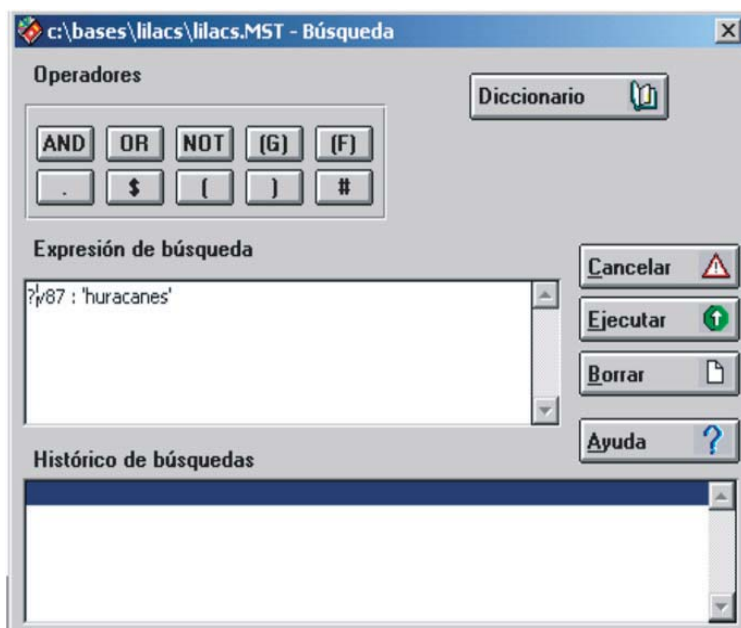 c:\bases\lilacs\lilacs.MST - Búsqueda
Operadores
Diccionario
AND OR NOT (G) (F)
. $ ( ) #
Expresión de búsqueda
?v87 : 'huracanes'
Cancelar
Ejecutar
Borrar
Ayuda
Histórico de búsquedas